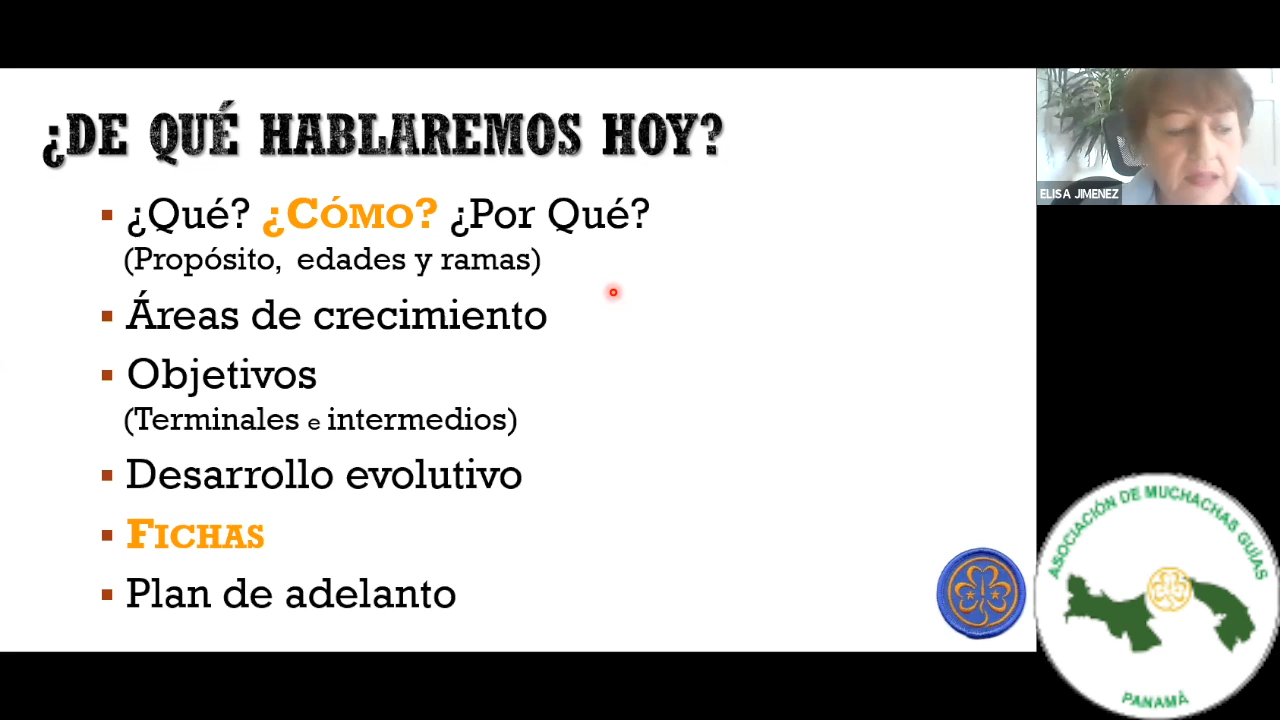 ¿DE QUÉ HABLAREMOS HOY?
▪ ¿Qué? ¿CÓMO? ¿Por Qué?
(Propósito, edades y ramas)
▪ Áreas de crecimiento
▪ Objetivos
(Terminales e intermedios)
▪ Desarrollo evolutivo
▪ FICHAS
▪ Plan de adelanto
ELISA JIMENEZ
ASOCIACIÓN DE MUCHACHAS GUÍAS
PANAMÁ